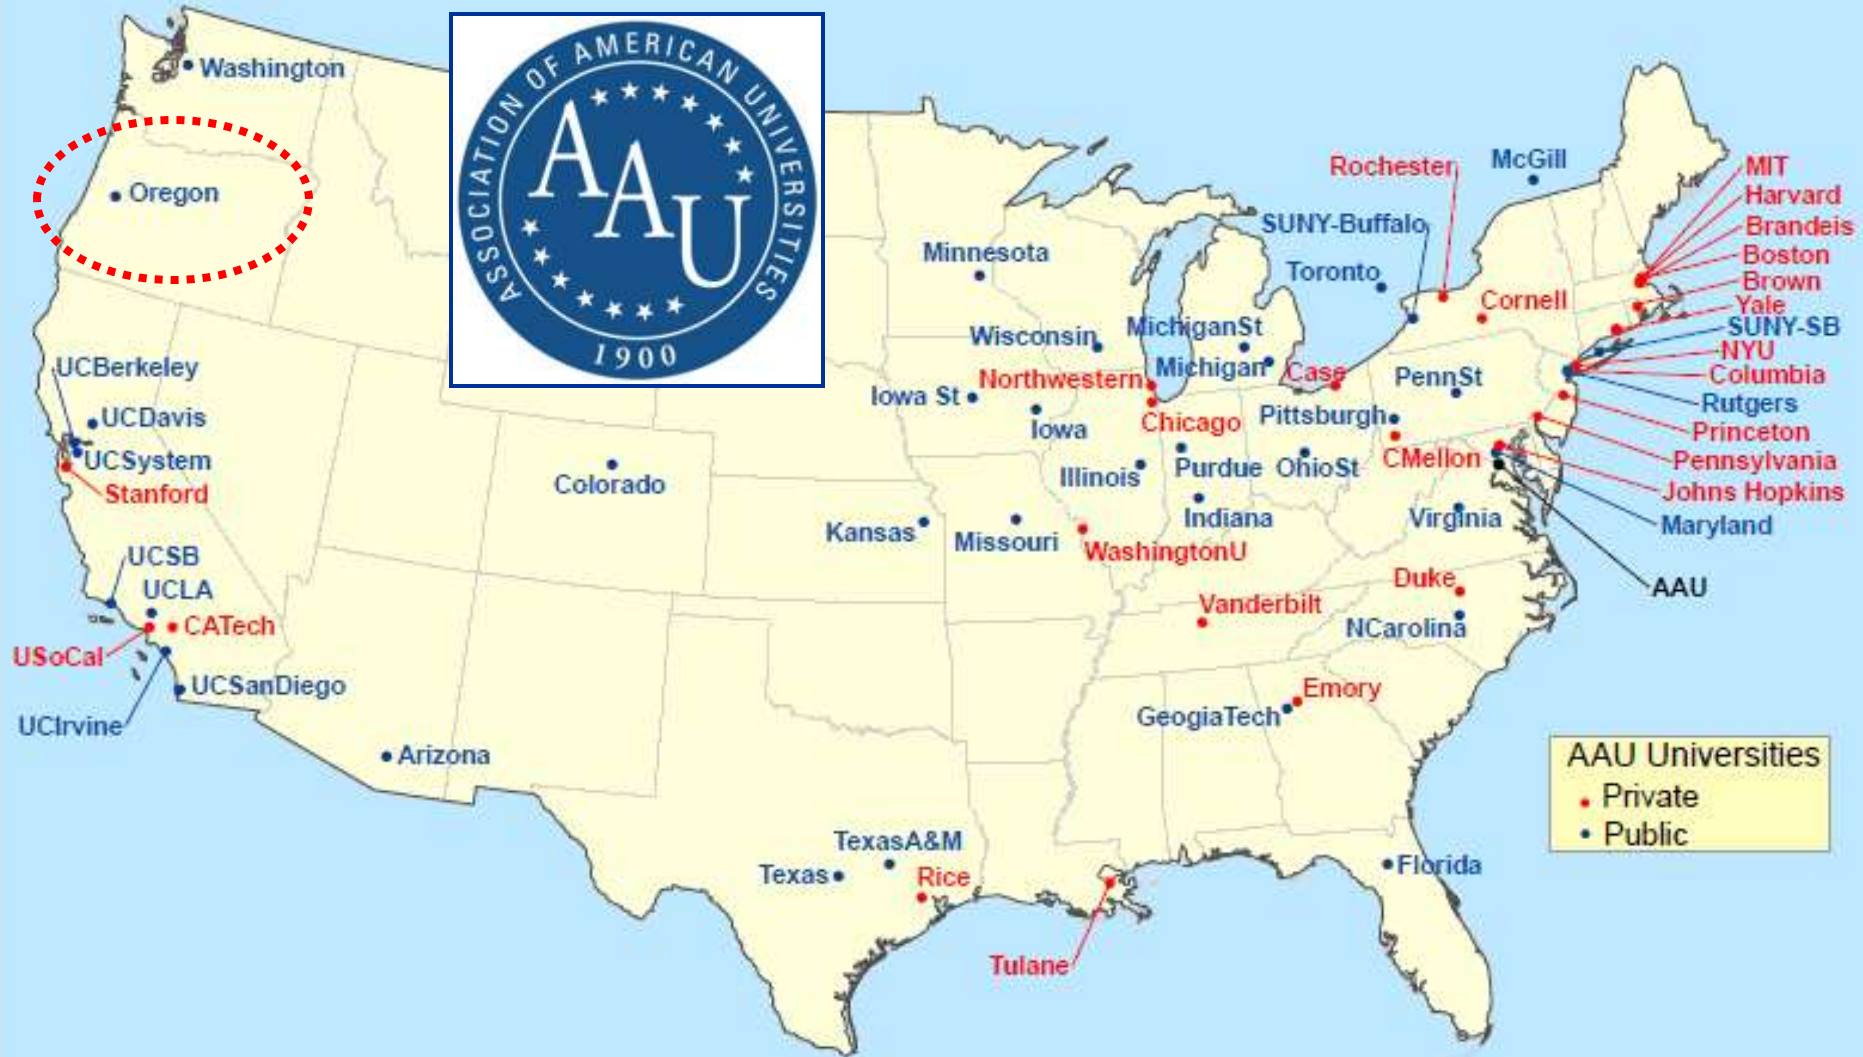 Washington
Oregon
ASSOCIATION OF AMERICAN UNIVERSITIES
AAU
1900
UCBerkeley
UCDavis
UCSystem
Stanford
UCSB
UCLA
CATech
USoCal
UCSanDiego
UCIrvine
Arizona
Colorado
Kansas
Missouri
WashingtonU
Texas
TexasA&M
Rice
Tulane
Minnesota
Wisconsin
Iowa St
Iowa
Northwestern
Chicago
Illinois
Purdue
Indiana
MichiganSt
Michigan
Case
OhioSt
Pittsburgh
CMellon
PennSt
Toronto
SUNY-Buffalo
Rochester
McGill
Cornell
MIT
Harvard
Brandeis
Boston
Brown
Yale
SUNY-SB
NYU
Columbia
Rutgers
Princeton
Pennsylvania
Johns Hopkins
Maryland
AAU
Virginia
Duke
NCarolina
Vanderbilt
Emory
GeogiaTech
Florida
AAU Universities
Private
Public